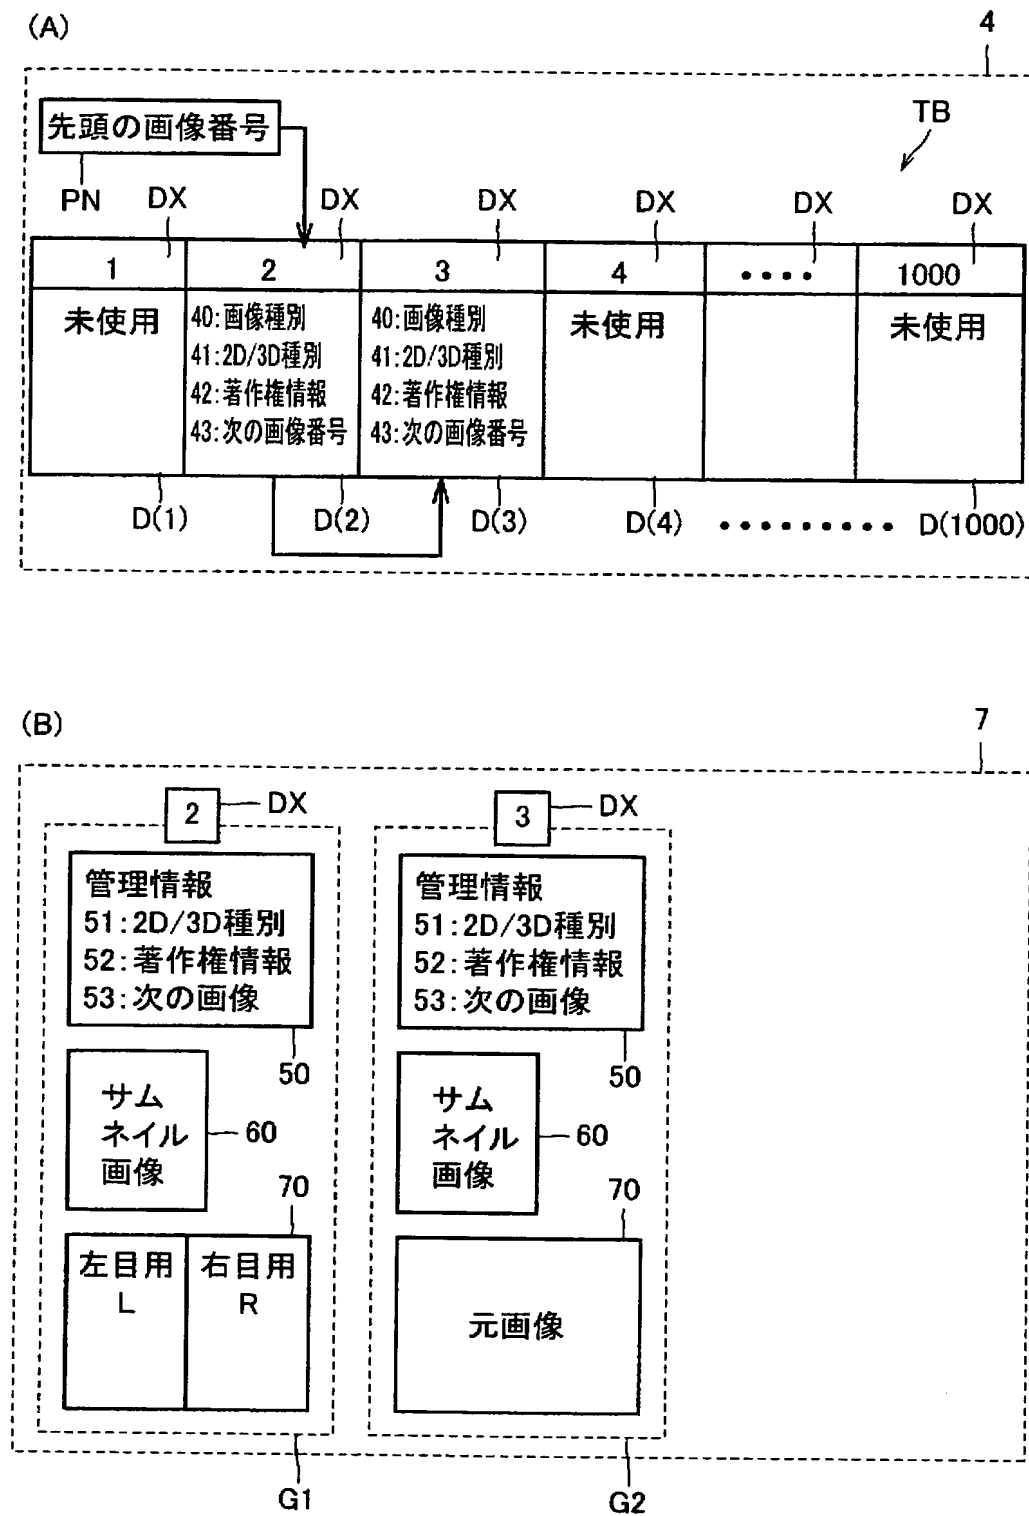 (A)
4
先頭の画像番号
TB
PN DX DX DX DX DX DX
1 2 3 4 ・・・・ 1000
未使用
40:画像種別
41:2D/3D種別
42:著作権情報
43:次の画像番号
40:画像種別
41:2D/3D種別
42:著作権情報
43:次の画像番号
未使用
未使用
D(1) D(2) D(3) D(4) ・・・・・・・・・ D(1000)
(B)
7
2 DX
管理情報
51:2D/3D種別
52:著作権情報
53:次の画像
50
サム
ネイル
画像
60
70
左目用
L
右目用
R
G1
3 DX
管理情報
51:2D/3D種別
52:著作権情報
53:次の画像
50
サム
ネイル
画像
60
70
元画像
G2